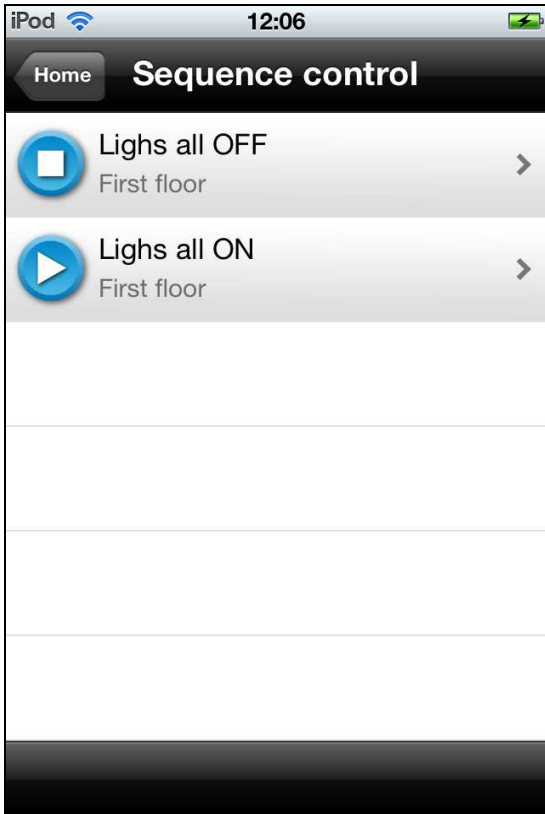 iPod 12:06
Home Sequence control
Lighs all OFF
First floor
Lighs all ON
First floor